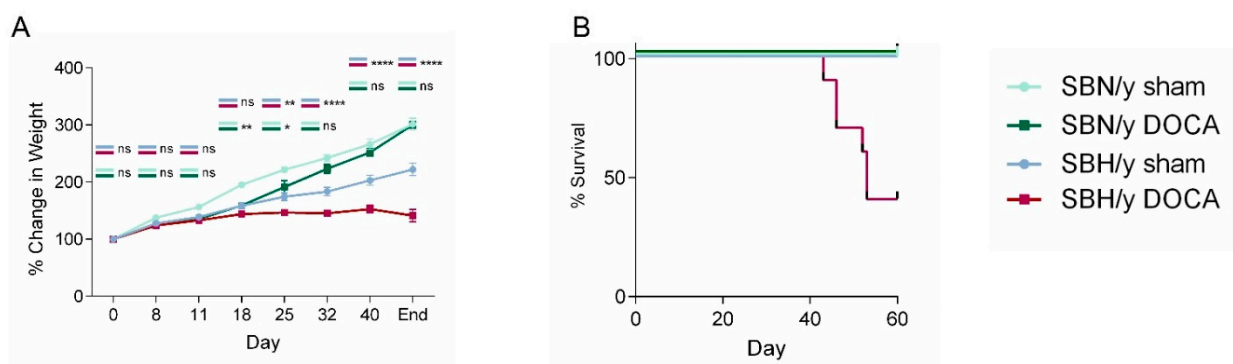 A
% Change in Weight
400
300
200
100
0
**** ****
ns ns
ns ** ****
** * ns
ns ns ns
ns ns ns
0 8 11 18 25 32 40 End
Day
B
% Survival
100
50
0
0 20 40 60
Day
SBN/y sham
SBN/y DOCA
SBH/y sham
SBH/y DOCA